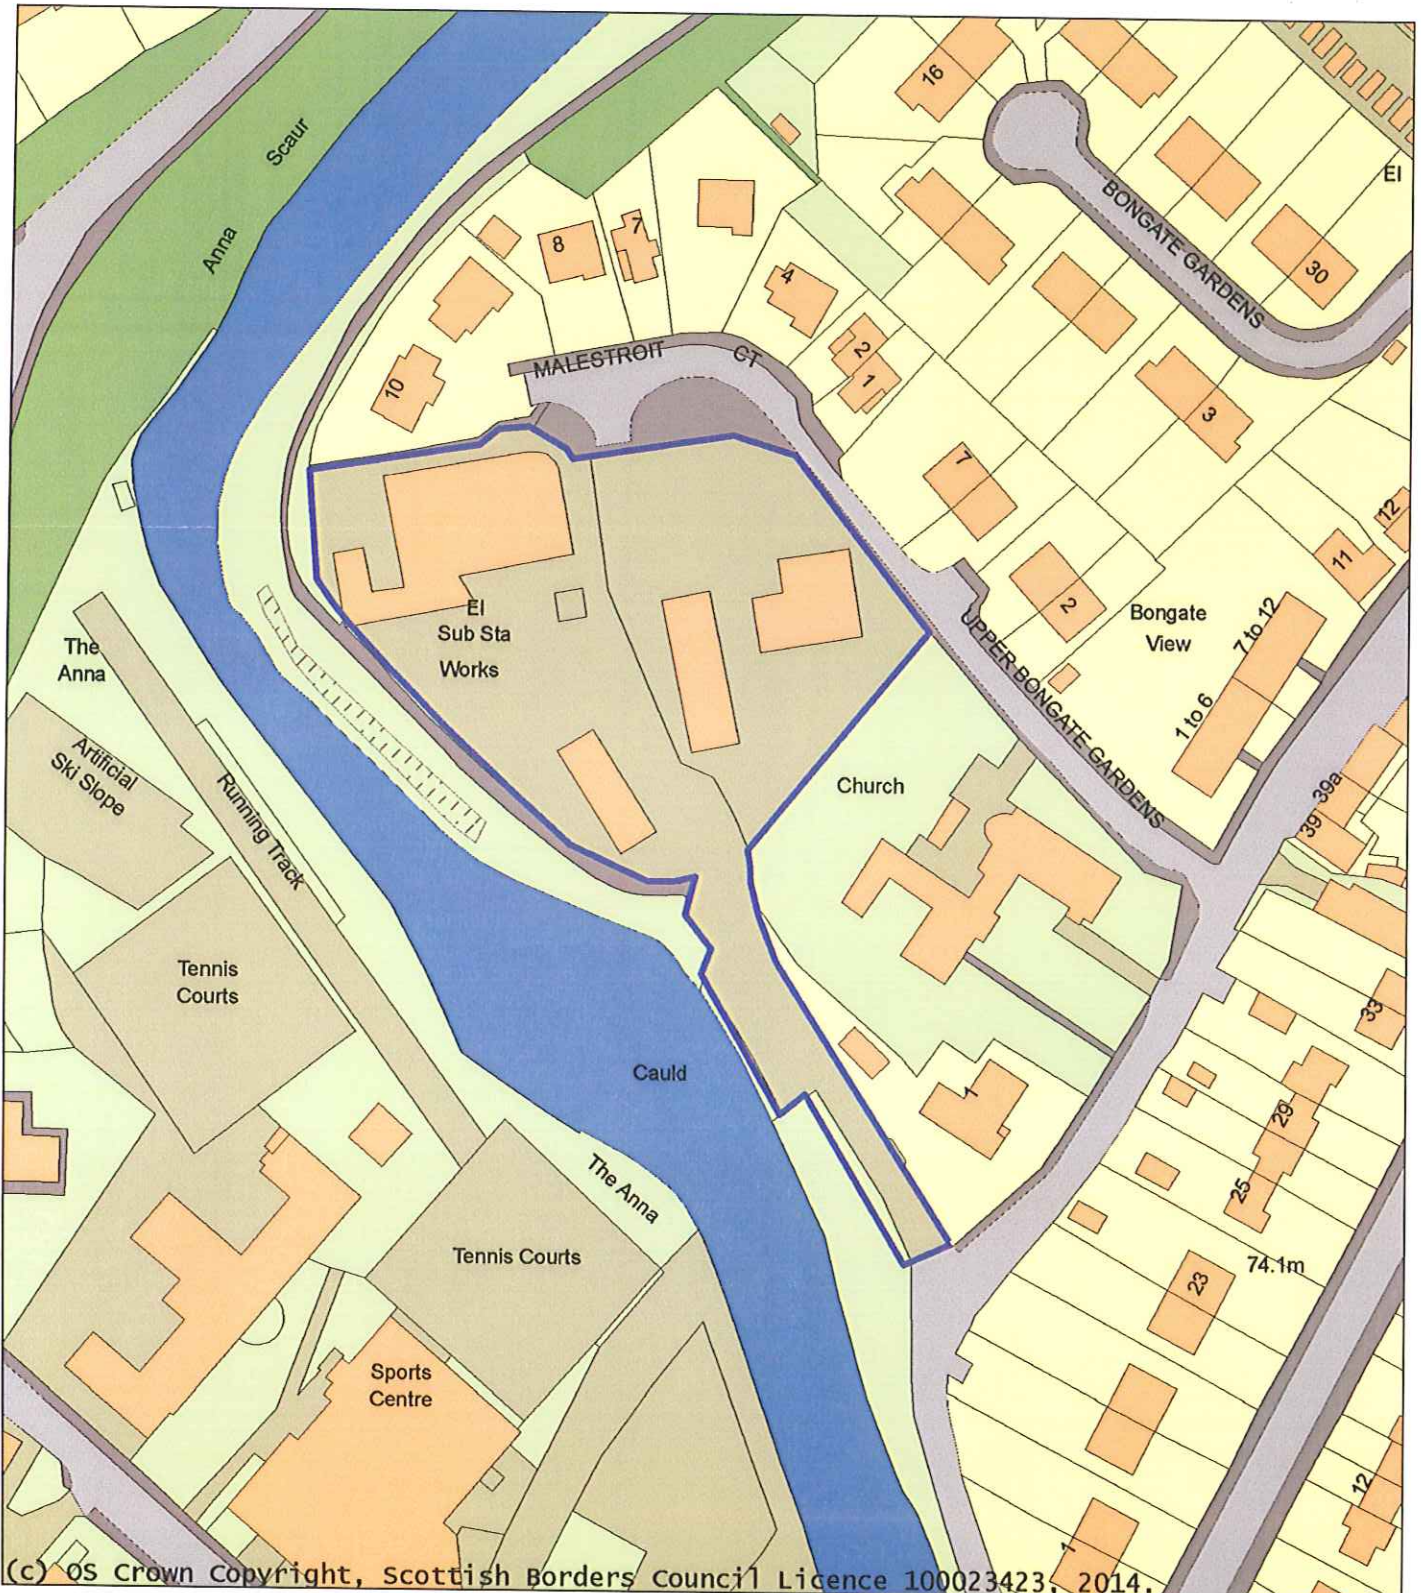 16
Scaur
El
BONGATE GARDENS
Anna
8
7
30
4
MALESTROIT CT
2
1
10
3
7
12
11
2
El
Sub Sta
Works
Bongate
View
7 to 12
1 to 6
UPPER BONGATE GARDENS
The
Anna
Artificial
Ski Slope
Running Track
Church
39a
39
Tennis
Courts
33
Cauld
1
29
25
The Anna
Tennis Courts
74.1m
23
Sports
Centre
12
1
(c) OS Crown Copyright, Scottish Borders Council Licence 100023423, 2014.